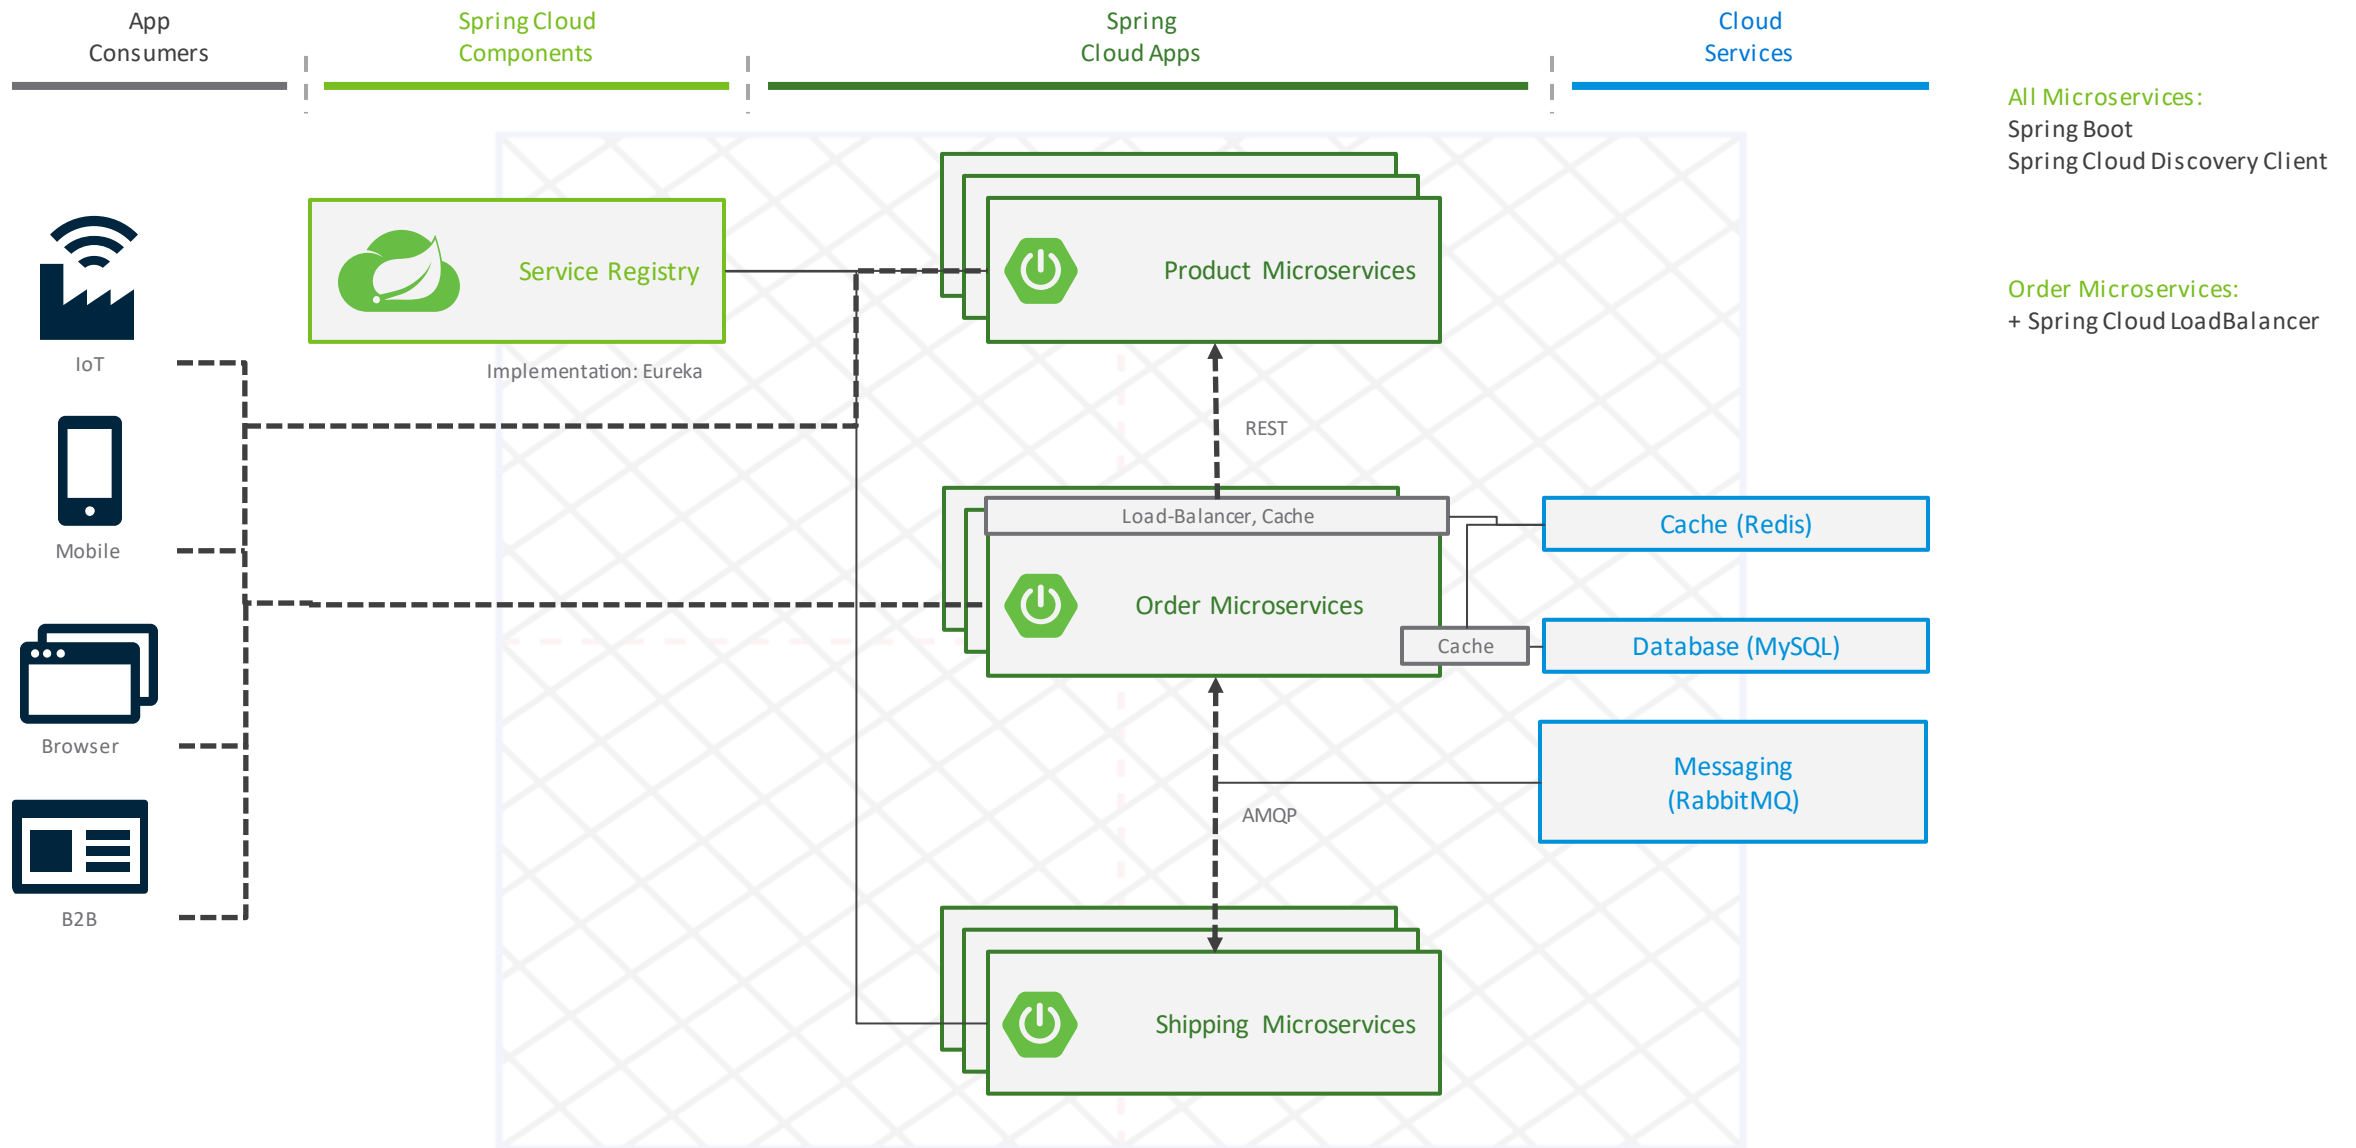 App
Consumers
Spring Cloud
Components
Spring
Cloud Apps
Cloud
Services
All Microservices:
Spring Boot
Spring Cloud Discovery Client
Order Microservices:
+ Spring Cloud LoadBalancer
IoT
Mobile
Browser
B2B
Service Registry
Implementation: Eureka
Product Microservices
REST
Load-Balancer, Cache
Order Microservices
Cache
Cache (Redis)
Database (MySQL)
Messaging
(RabbitMQ)
AMQP
Shipping Microservices